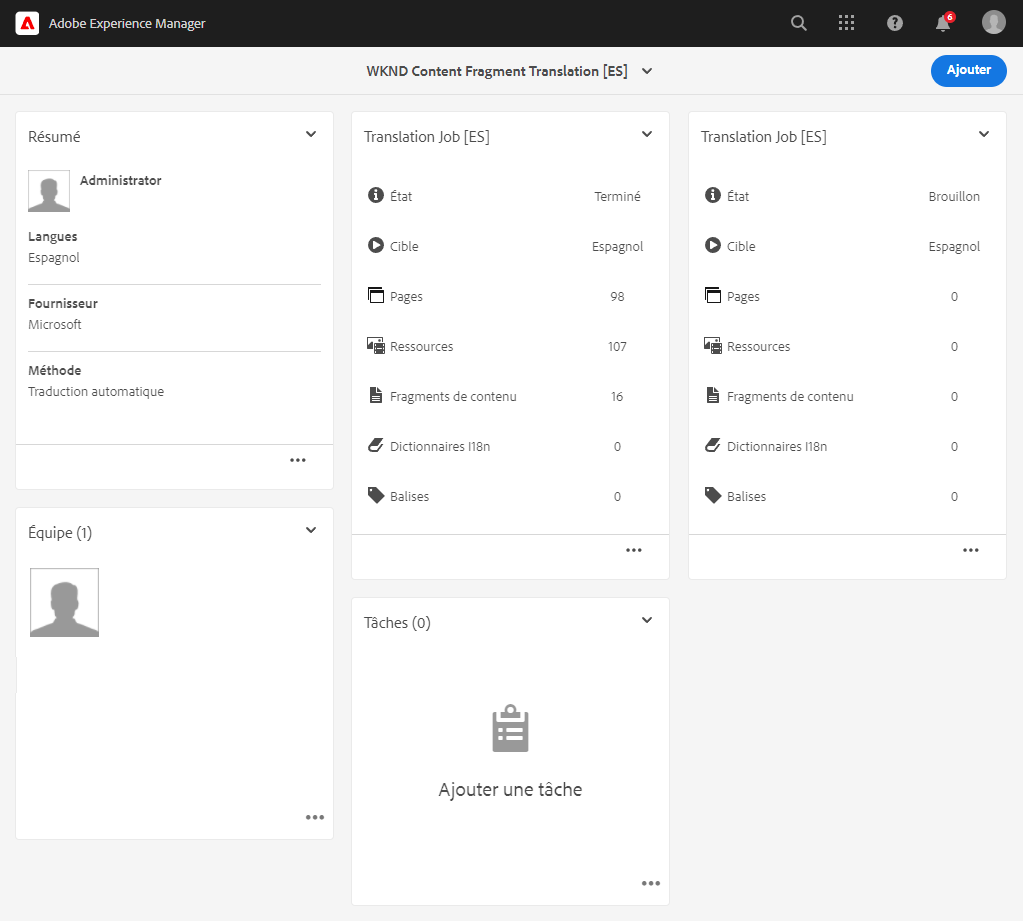 Adobe Experience Manager
6
WKND Content Fragment Translation [ES]
Ajouter
Résumé
Administrator
Langues
Espagnol
Fournisseur
Microsoft
Méthode
Traduction automatique
Équipe (1)
Translation Job [ES]
État Terminé
Cible Espagnol
Pages 98
Ressources 107
Fragments de contenu 16
Dictionnaires I18n 0
Balises 0
Tâches (0)
Ajouter une tâche
Translation Job [ES]
État Brouillon
Cible Espagnol
Pages 0
Ressources 0
Fragments de contenu 0
Dictionnaires I18n 0
Balises 0